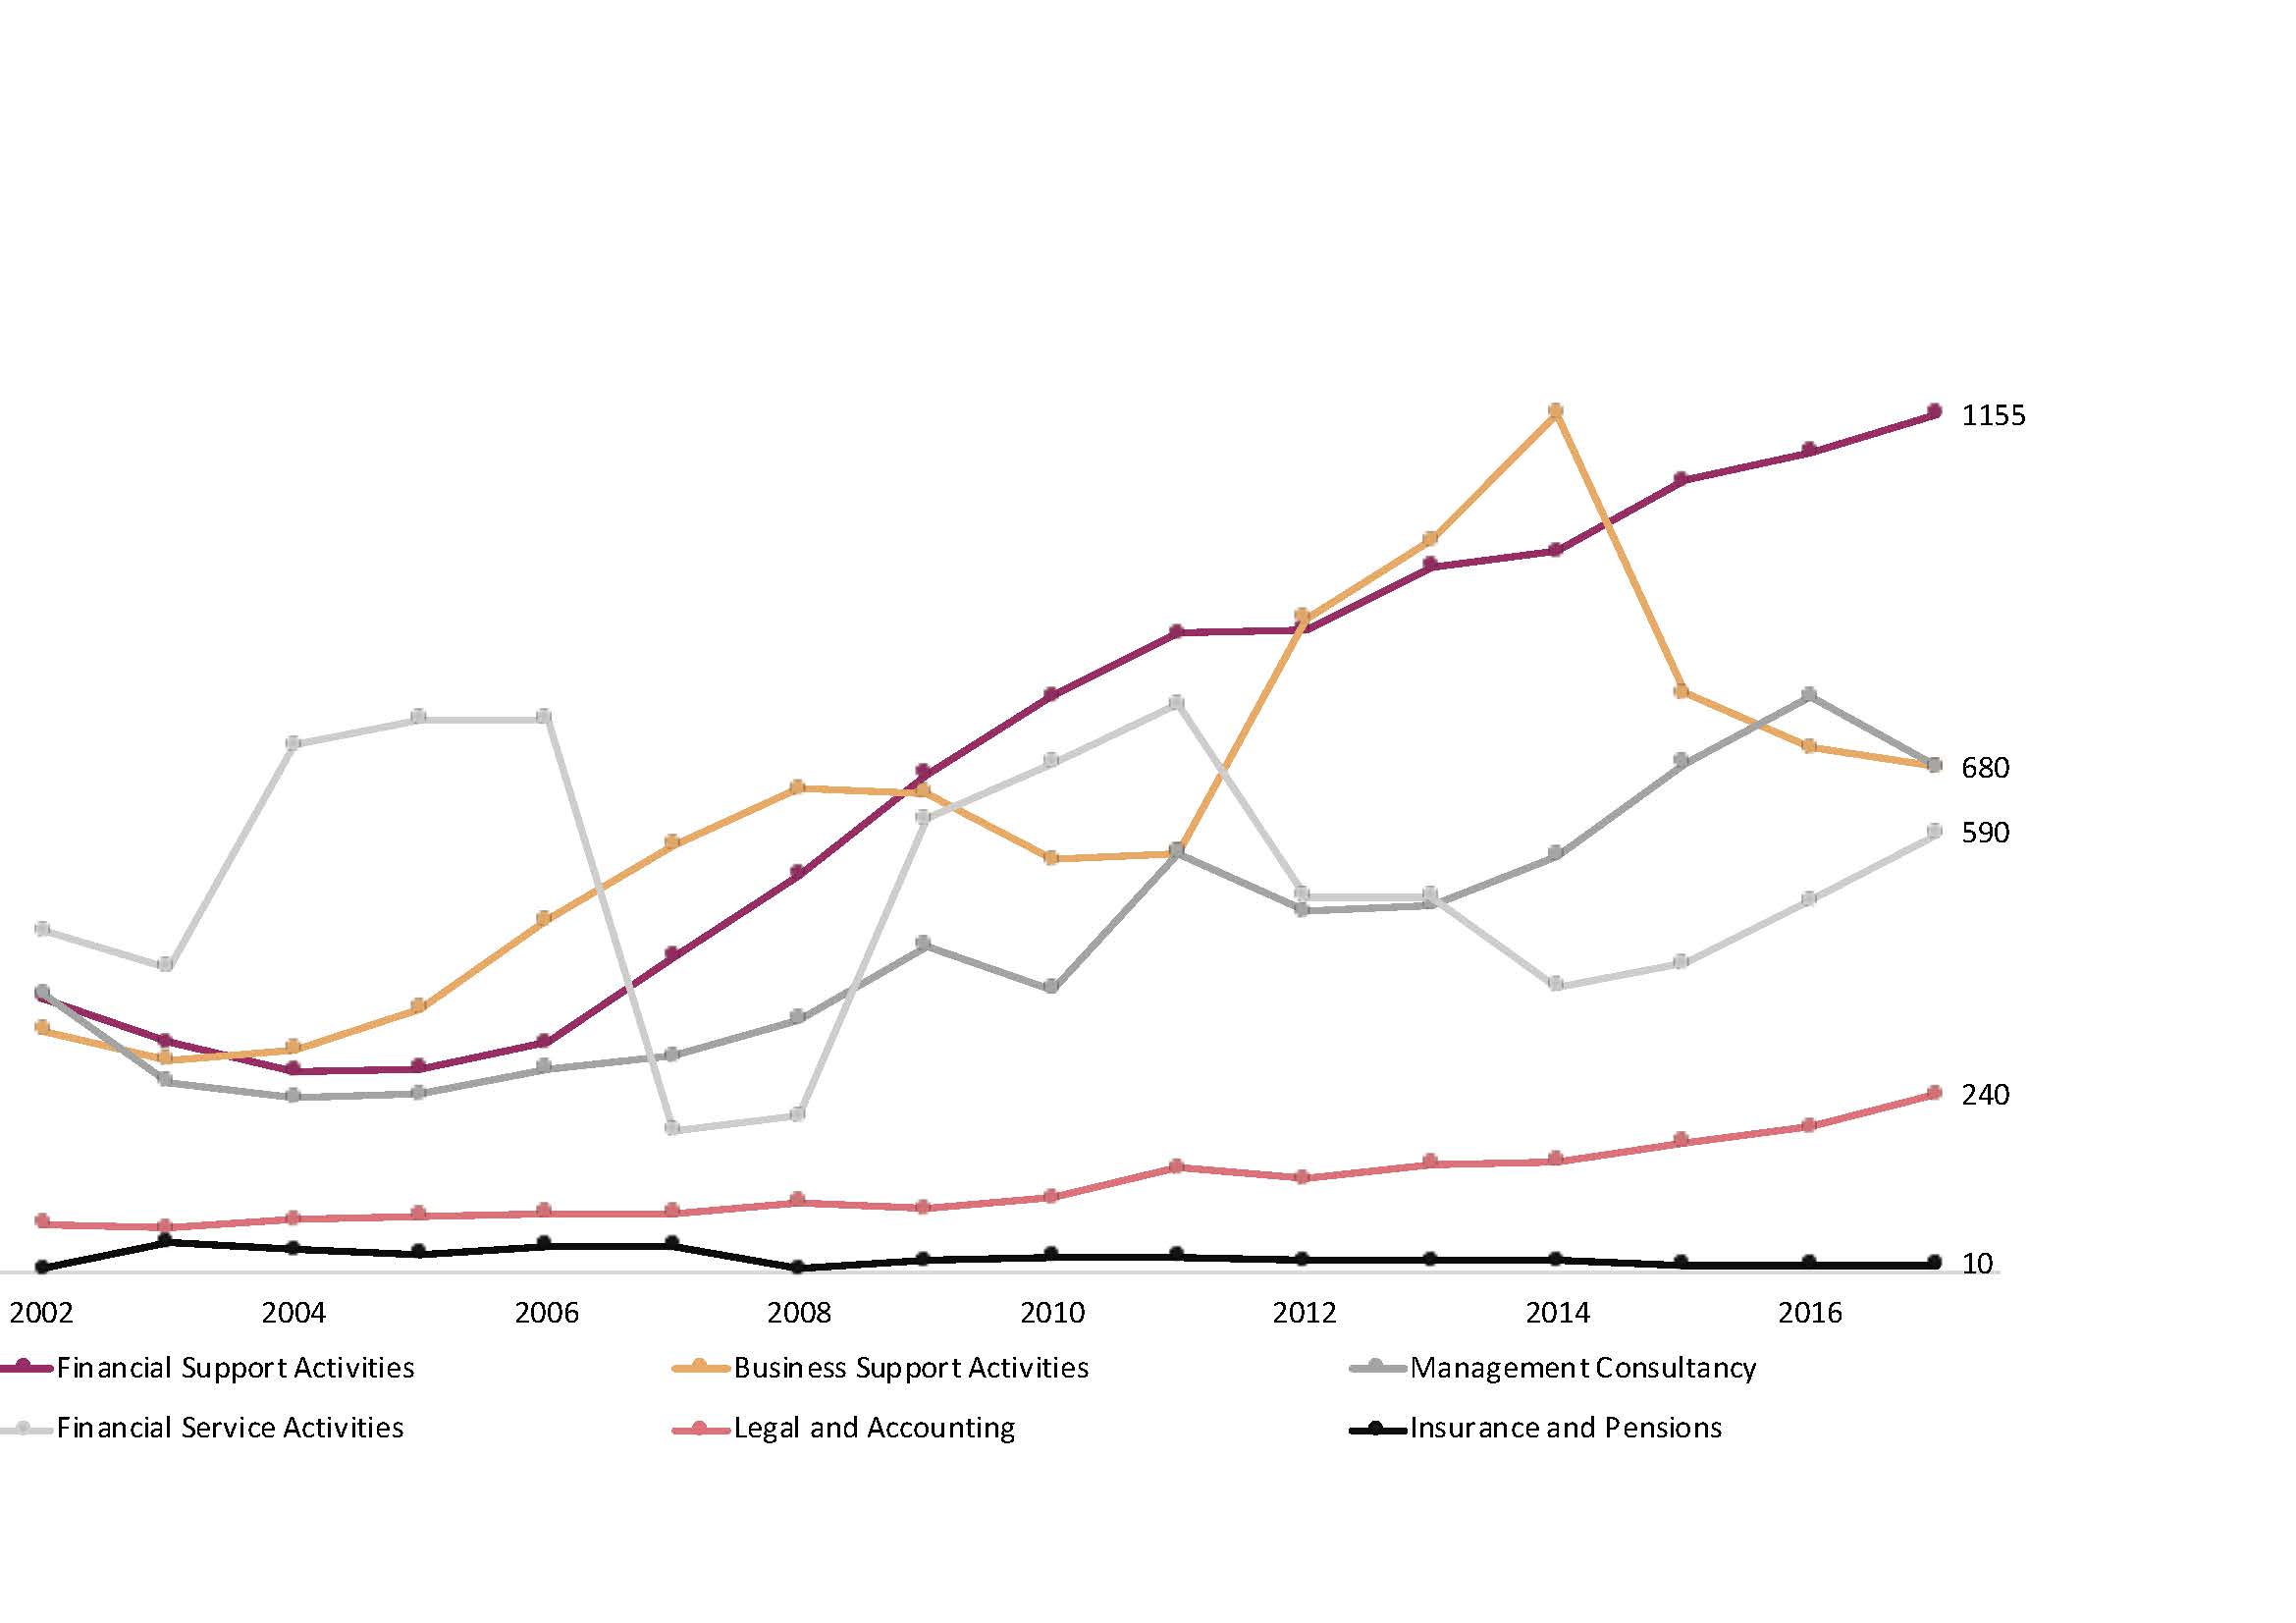 1155
680
590
240
10
2002 2004 2006 2008 2010 2012 2014 2016
Financial Support Activities Business Support Activities Management Consultancy
Financial Service Activities Legal and Accounting Insurance and Pensions